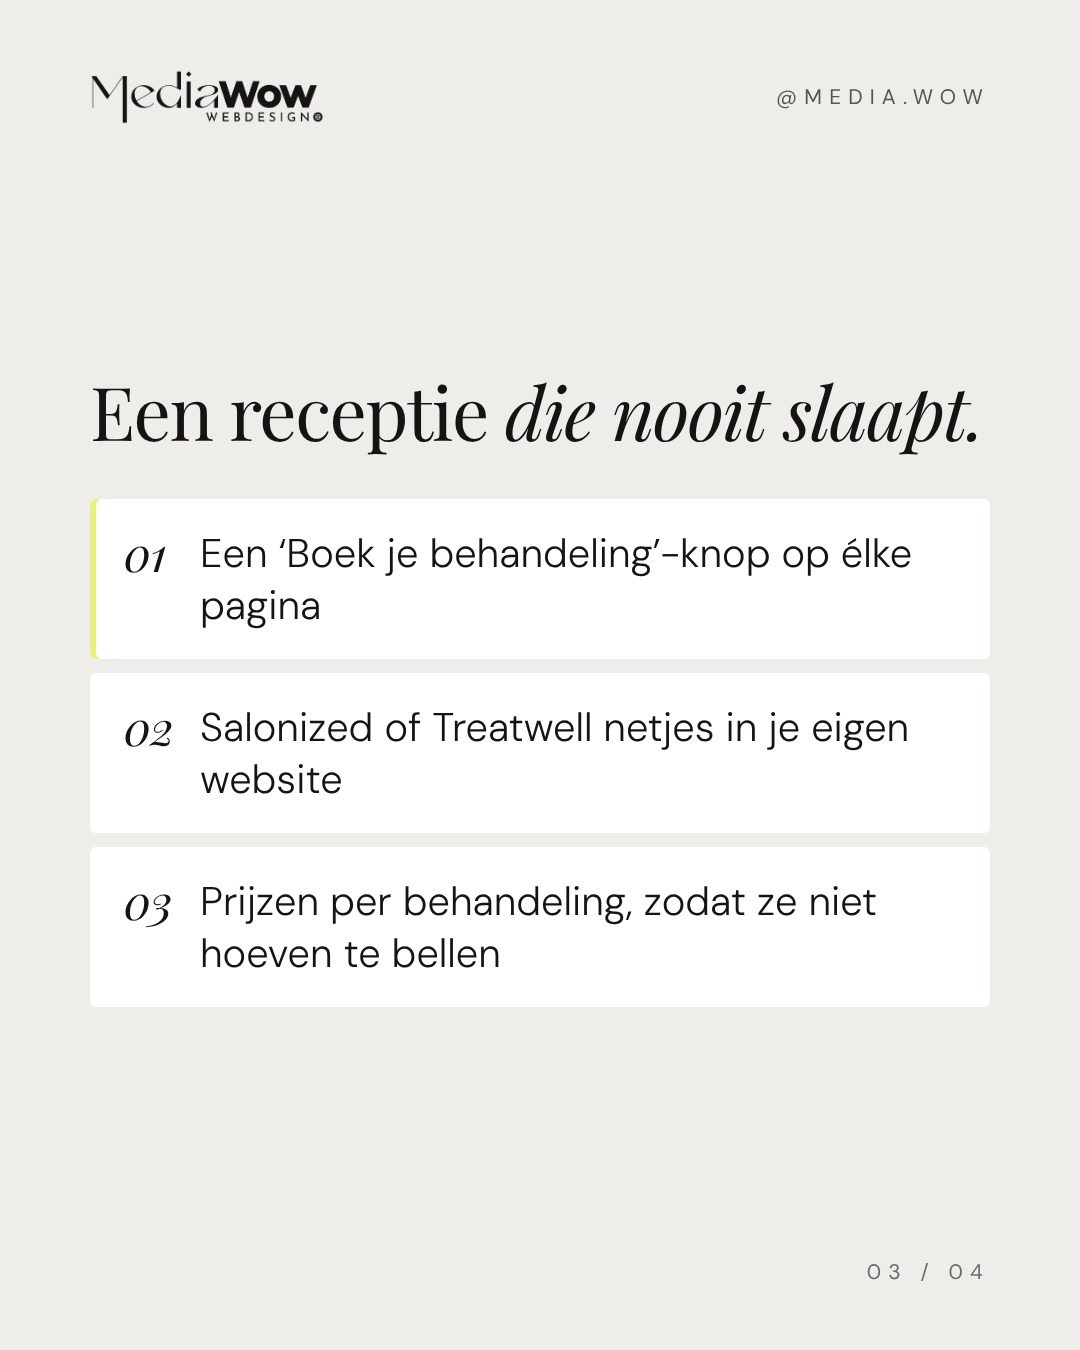 MediaWow
WEBDESIGN
@MEDIA.WOW
Een receptie die nooit slaapt.
01 Een ‘Boek je behandeling’-knop op élke
pagina
02 Salonized of Treatwell netjes in je eigen
website
03 Prijzen per behandeling, zodat ze niet
hoeven te bellen
03 / 04